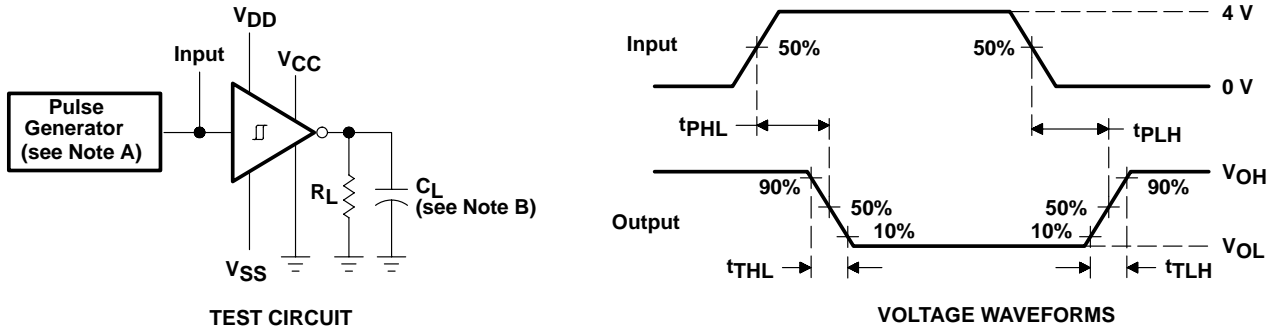 VDD
Input
VCC
Pulse
Generator
(see Note A)
RL
CL
(see Note B)
VSS
TEST CIRCUIT
Input
50%
50%
4 V
0 V
tPHL
tPLH
Output
90%
50%
10%
50%
10%
90%
VOH
VOL
tTHL
tTLH
VOLTAGE WAVEFORMS